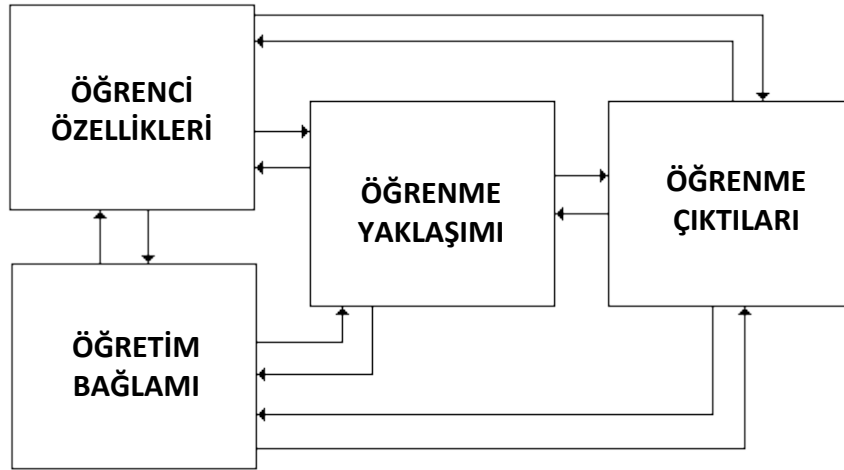 ÖĞRENCİ
ÖZELLİKLERİ
ÖĞRENME
YAKLAŞIMI
ÖĞRENME
ÇIKTILARI
ÖĞRETİM
BAĞLAMI